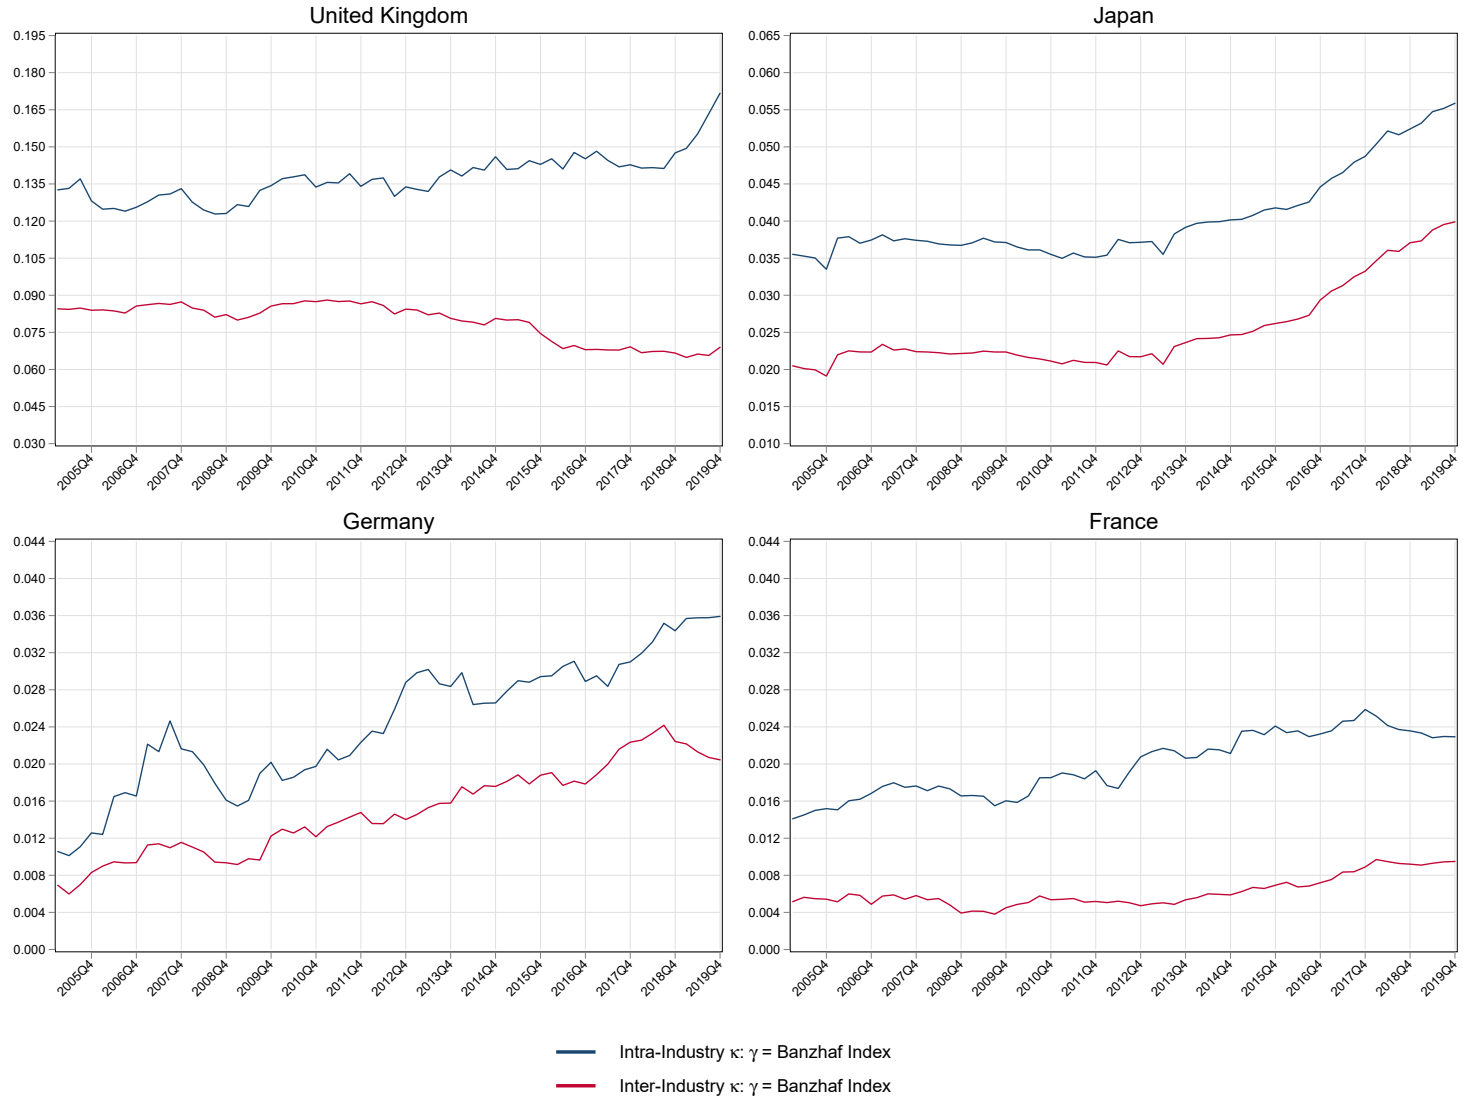 United Kingdom
0.195
0.180
0.165
0.150
0.135
0.120
0.105
0.090
0.075
0.060
0.045
0.030
2005Q4
2006Q4
2007Q4
2008Q4
2009Q4
2010Q4
2011Q4
2012Q4
2013Q4
2014Q4
2015Q4
2016Q4
2017Q4
2018Q4
2019Q4
Japan
0.065
0.060
0.055
0.050
0.045
0.040
0.035
0.030
0.025
0.020
0.015
0.010
2005Q4
2006Q4
2007Q4
2008Q4
2009Q4
2010Q4
2011Q4
2012Q4
2013Q4
2014Q4
2015Q4
2016Q4
2017Q4
2018Q4
2019Q4
Germany
0.044
0.040
0.036
0.032
0.028
0.024
0.020
0.016
0.012
0.008
0.004
0.000
2005Q4
2006Q4
2007Q4
2008Q4
2009Q4
2010Q4
2011Q4
2012Q4
2013Q4
2014Q4
2015Q4
2016Q4
2017Q4
2018Q4
2019Q4
France
0.044
0.040
0.036
0.032
0.028
0.024
0.020
0.016
0.012
0.008
0.004
0.000
2005Q4
2006Q4
2007Q4
2008Q4
2009Q4
2010Q4
2011Q4
2012Q4
2013Q4
2014Q4
2015Q4
2016Q4
2017Q4
2018Q4
2019Q4
Intra-Industry κ: γ = Banzhaf Index
Inter-Industry κ: γ = Banzhaf Index